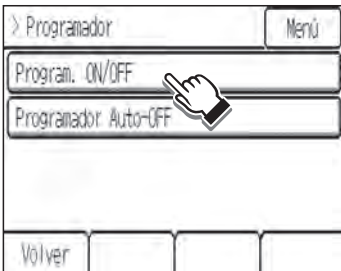 > Programador
Menú
Program. ON/OFF
Programador Auto-OFF
Volver